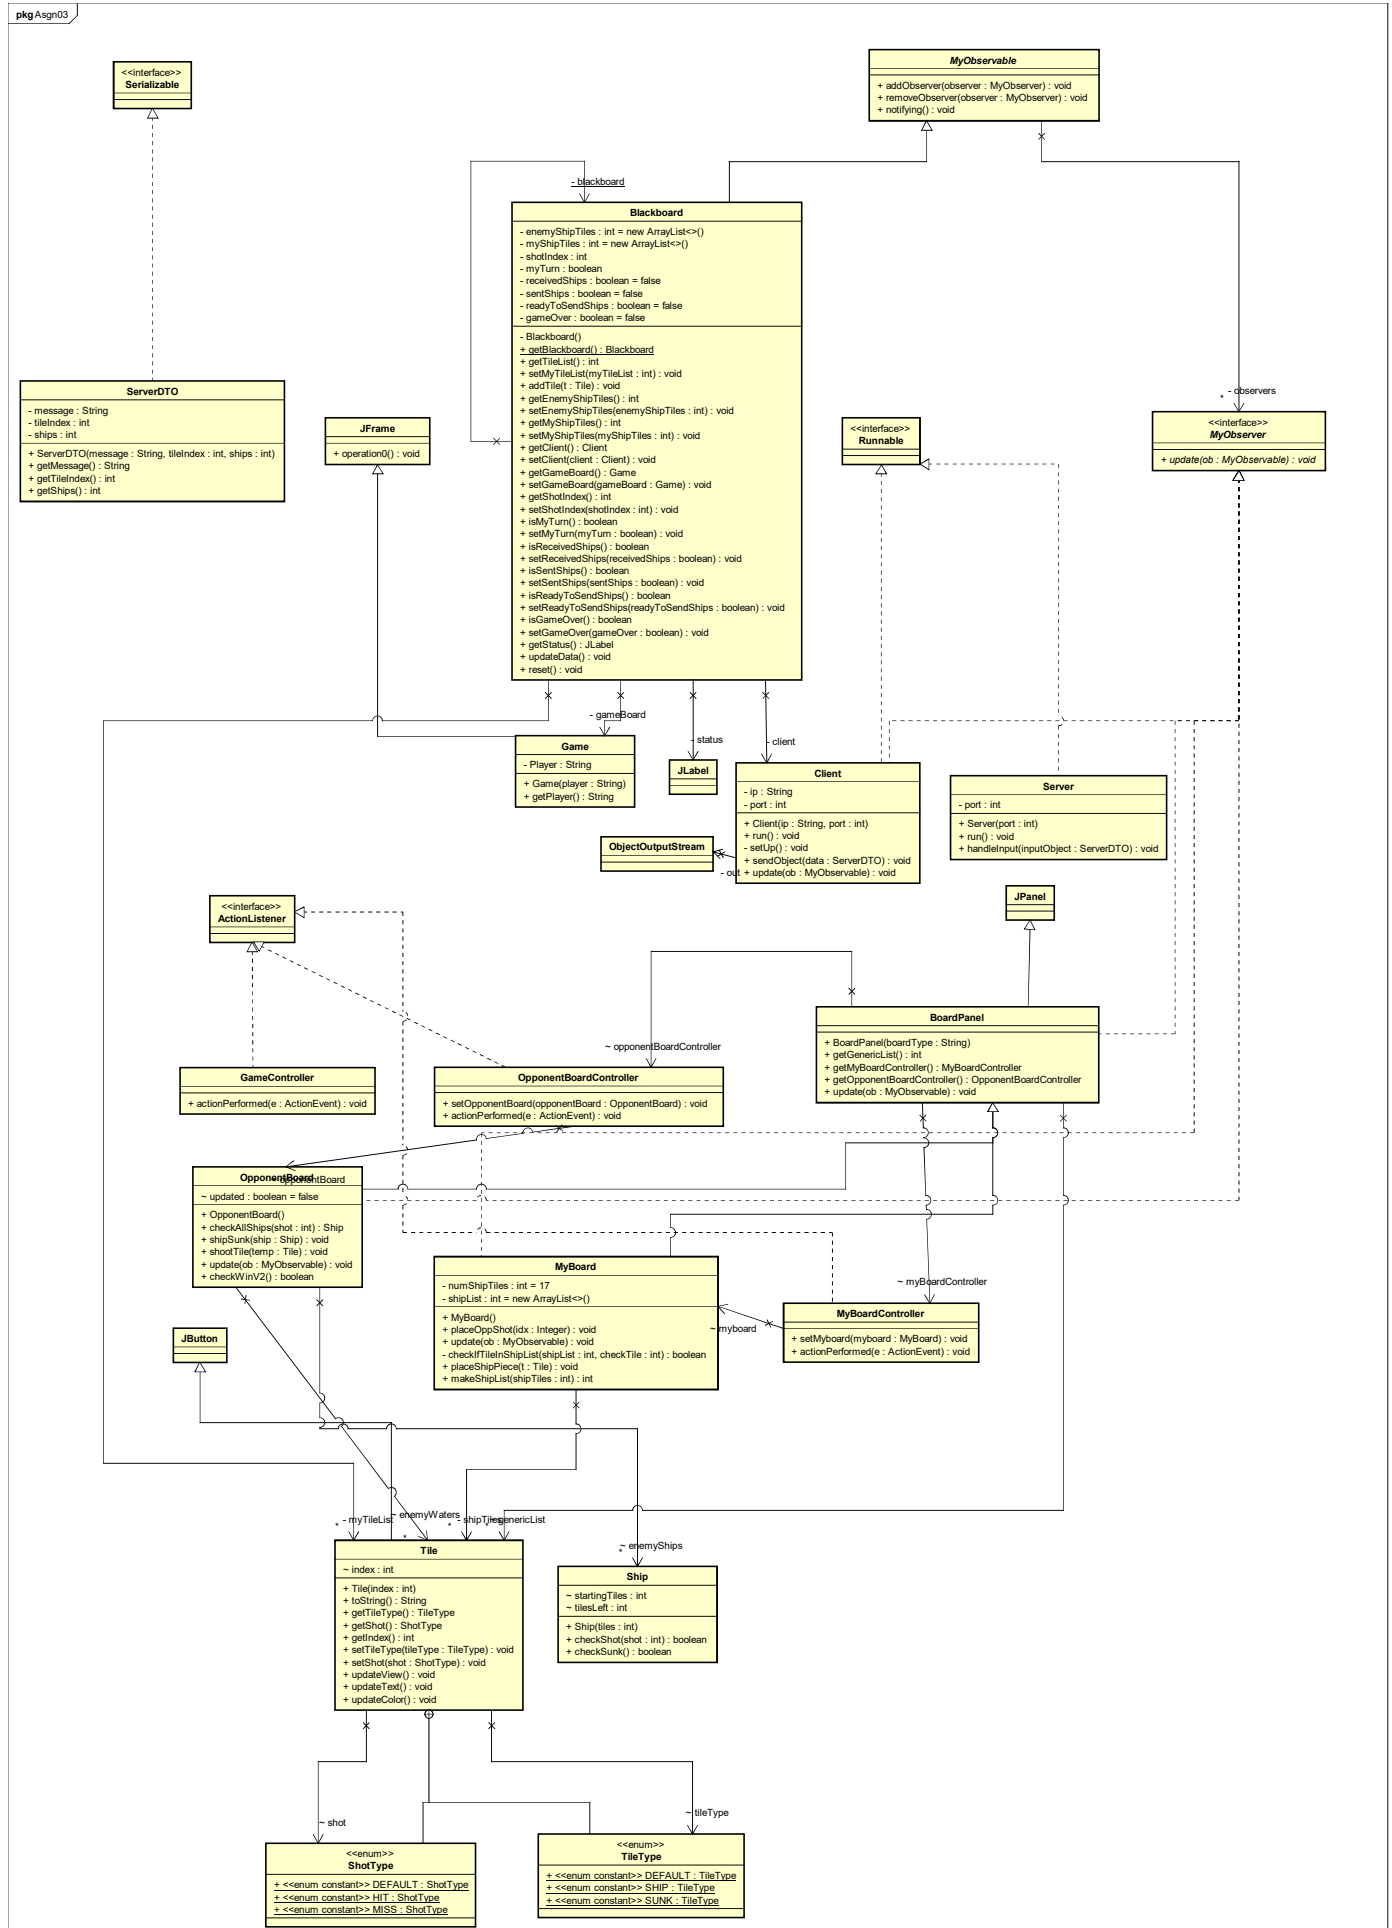 pkg Asgn03
<<interface>>
Serializable
MyObservable
+ addObserver(observer : MyObserver) : void
+ removeObserver(observer : MyObserver) : void
+ notifying() : void
- blackboard
Blackboard
- enemyShipTiles : int = new ArrayList<>()
- myShipTiles : int = new ArrayList<>()
- shotIndex : int
- myTurn : boolean
- receivedShips : boolean = false
- sentShips : boolean = false
- readyToSendShips : boolean = false
- gameOver : boolean = false
- Blackboard()
+ getBlackboard() : Blackboard
+ getTileList() : int
+ setMyTileList(myTileList : int) : void
+ addTile(t : Tile) : void
+ getEnemyShipTiles() : int
+ setEnemyShipTiles(enemyShipTiles : int) : void
+ getMyShipTiles() : int
+ setMyShipTiles(myShipTiles : int) : void
+ getClient() : Client
+ setClient(client : Client) : void
+ getGameBoard() : Game
+ setGameBoard(gameBoard : Game) : void
+ getShotIndex() : int
+ setShotIndex(shotIndex : int) : void
+ isMyTurn() : boolean
+ setMyTurn(myTurn : boolean) : void
+ isReceivedShips() : boolean
+ setReceivedShips(receivedShips : boolean) : void
+ isSentShips() : boolean
+ setSentShips(sentShips : boolean) : void
+ isReadyToSendShips() : boolean
+ setReadyToSendShips(readyToSendShips : boolean) : void
+ isGameOver() : boolean
+ setGameOver(gameOver : boolean) : void
+ getStatus() : JLabel
+ updateData() : void
+ reset() : void
ServerDTO
- message : String
- tileIndex : int
- ships : int
+ ServerDTO(message : String, tileIndex : int, ships : int)
+ getMessage() : String
+ getTileIndex() : int
+ getShips() : int
JFrame
+ operation0() : void
<<interface>>
Runnable
- observers
*
<<interface>>
MyObserver
+ update(ob : MyObservable) : void
- gameBoard
- status
- client
Game
- Player : String
+ Game(player : String)
+ getPlayer() : String
JLabel
Client
- ip : String
- port : int
+ Client(ip : String, port : int)
+ run() : void
- setUp() : void
+ sendObject(data : ServerDTO) : void
+ update(ob : MyObservable) : void
Server
- port : int
+ Server(port : int)
+ run() : void
+ handleInput(inputObject : ServerDTO) : void
ObjectOutputStream
- out
<<interface>>
ActionListener
JPanel
BoardPanel
+ BoardPanel(boardType : String)
+ getGenericList() : int
+ getMyBoardController() : MyBoardController
+ getOpponentBoardController() : OpponentBoardController
+ update(ob : MyObservable) : void
~ opponentBoardController
GameController
+ actionPerformed(e : ActionEvent) : void
OpponentBoardController
+ setOpponentBoard(opponentBoard : OpponentBoard) : void
+ actionPerformed(e : ActionEvent) : void
OpponentBoard
~ opponentBoard
~ updated : boolean = false
+ OpponentBoard()
+ checkAllShips(shot : int) : Ship
+ shipSunk(ship : Ship) : void
+ shootTile(temp : Tile) : void
+ update(ob : MyObservable) : void
+ checkWinV2() : boolean
MyBoard
- numShipTiles : int = 17
- shipList : int = new ArrayList<>()
+ MyBoard()
+ placeOppShot(idx : Integer) : void
+ update(ob : MyObservable) : void
- checkIfTileInShipList(shipList : int, checkTile : int) : boolean
+ placeShipPiece(t : Tile) : void
+ makeShipList(shipTiles : int) : int
~ myBoardController
~ myboard
MyBoardController
+ setMyboard(myboard : MyBoard) : void
+ actionPerformed(e : ActionEvent) : void
JButton
* - myTileList
~ enemyWaters
*
* - shipTiles
* ~ genericList
~ enemyShips
*
Tile
~ index : int
+ Tile(index : int)
+ toString() : String
+ getTileType() : TileType
+ getShot() : ShotType
+ getIndex() : int
+ setTileType(tileType : TileType) : void
+ setShot(shot : ShotType) : void
+ updateView() : void
+ updateText() : void
+ updateColor() : void
Ship
~ startingTiles : int
~ tilesLeft : int
+ Ship(tiles : int)
+ checkShot(shot : int) : boolean
+ checkSunk() : boolean
~ shot
~ tileType
<<enum>>
ShotType
+ <<enum constant>> DEFAULT : ShotType
+ <<enum constant>> HIT : ShotType
+ <<enum constant>> MISS : ShotType
<<enum>>
TileType
+ <<enum constant>> DEFAULT : TileType
+ <<enum constant>> SHIP : TileType
+ <<enum constant>> SUNK : TileType